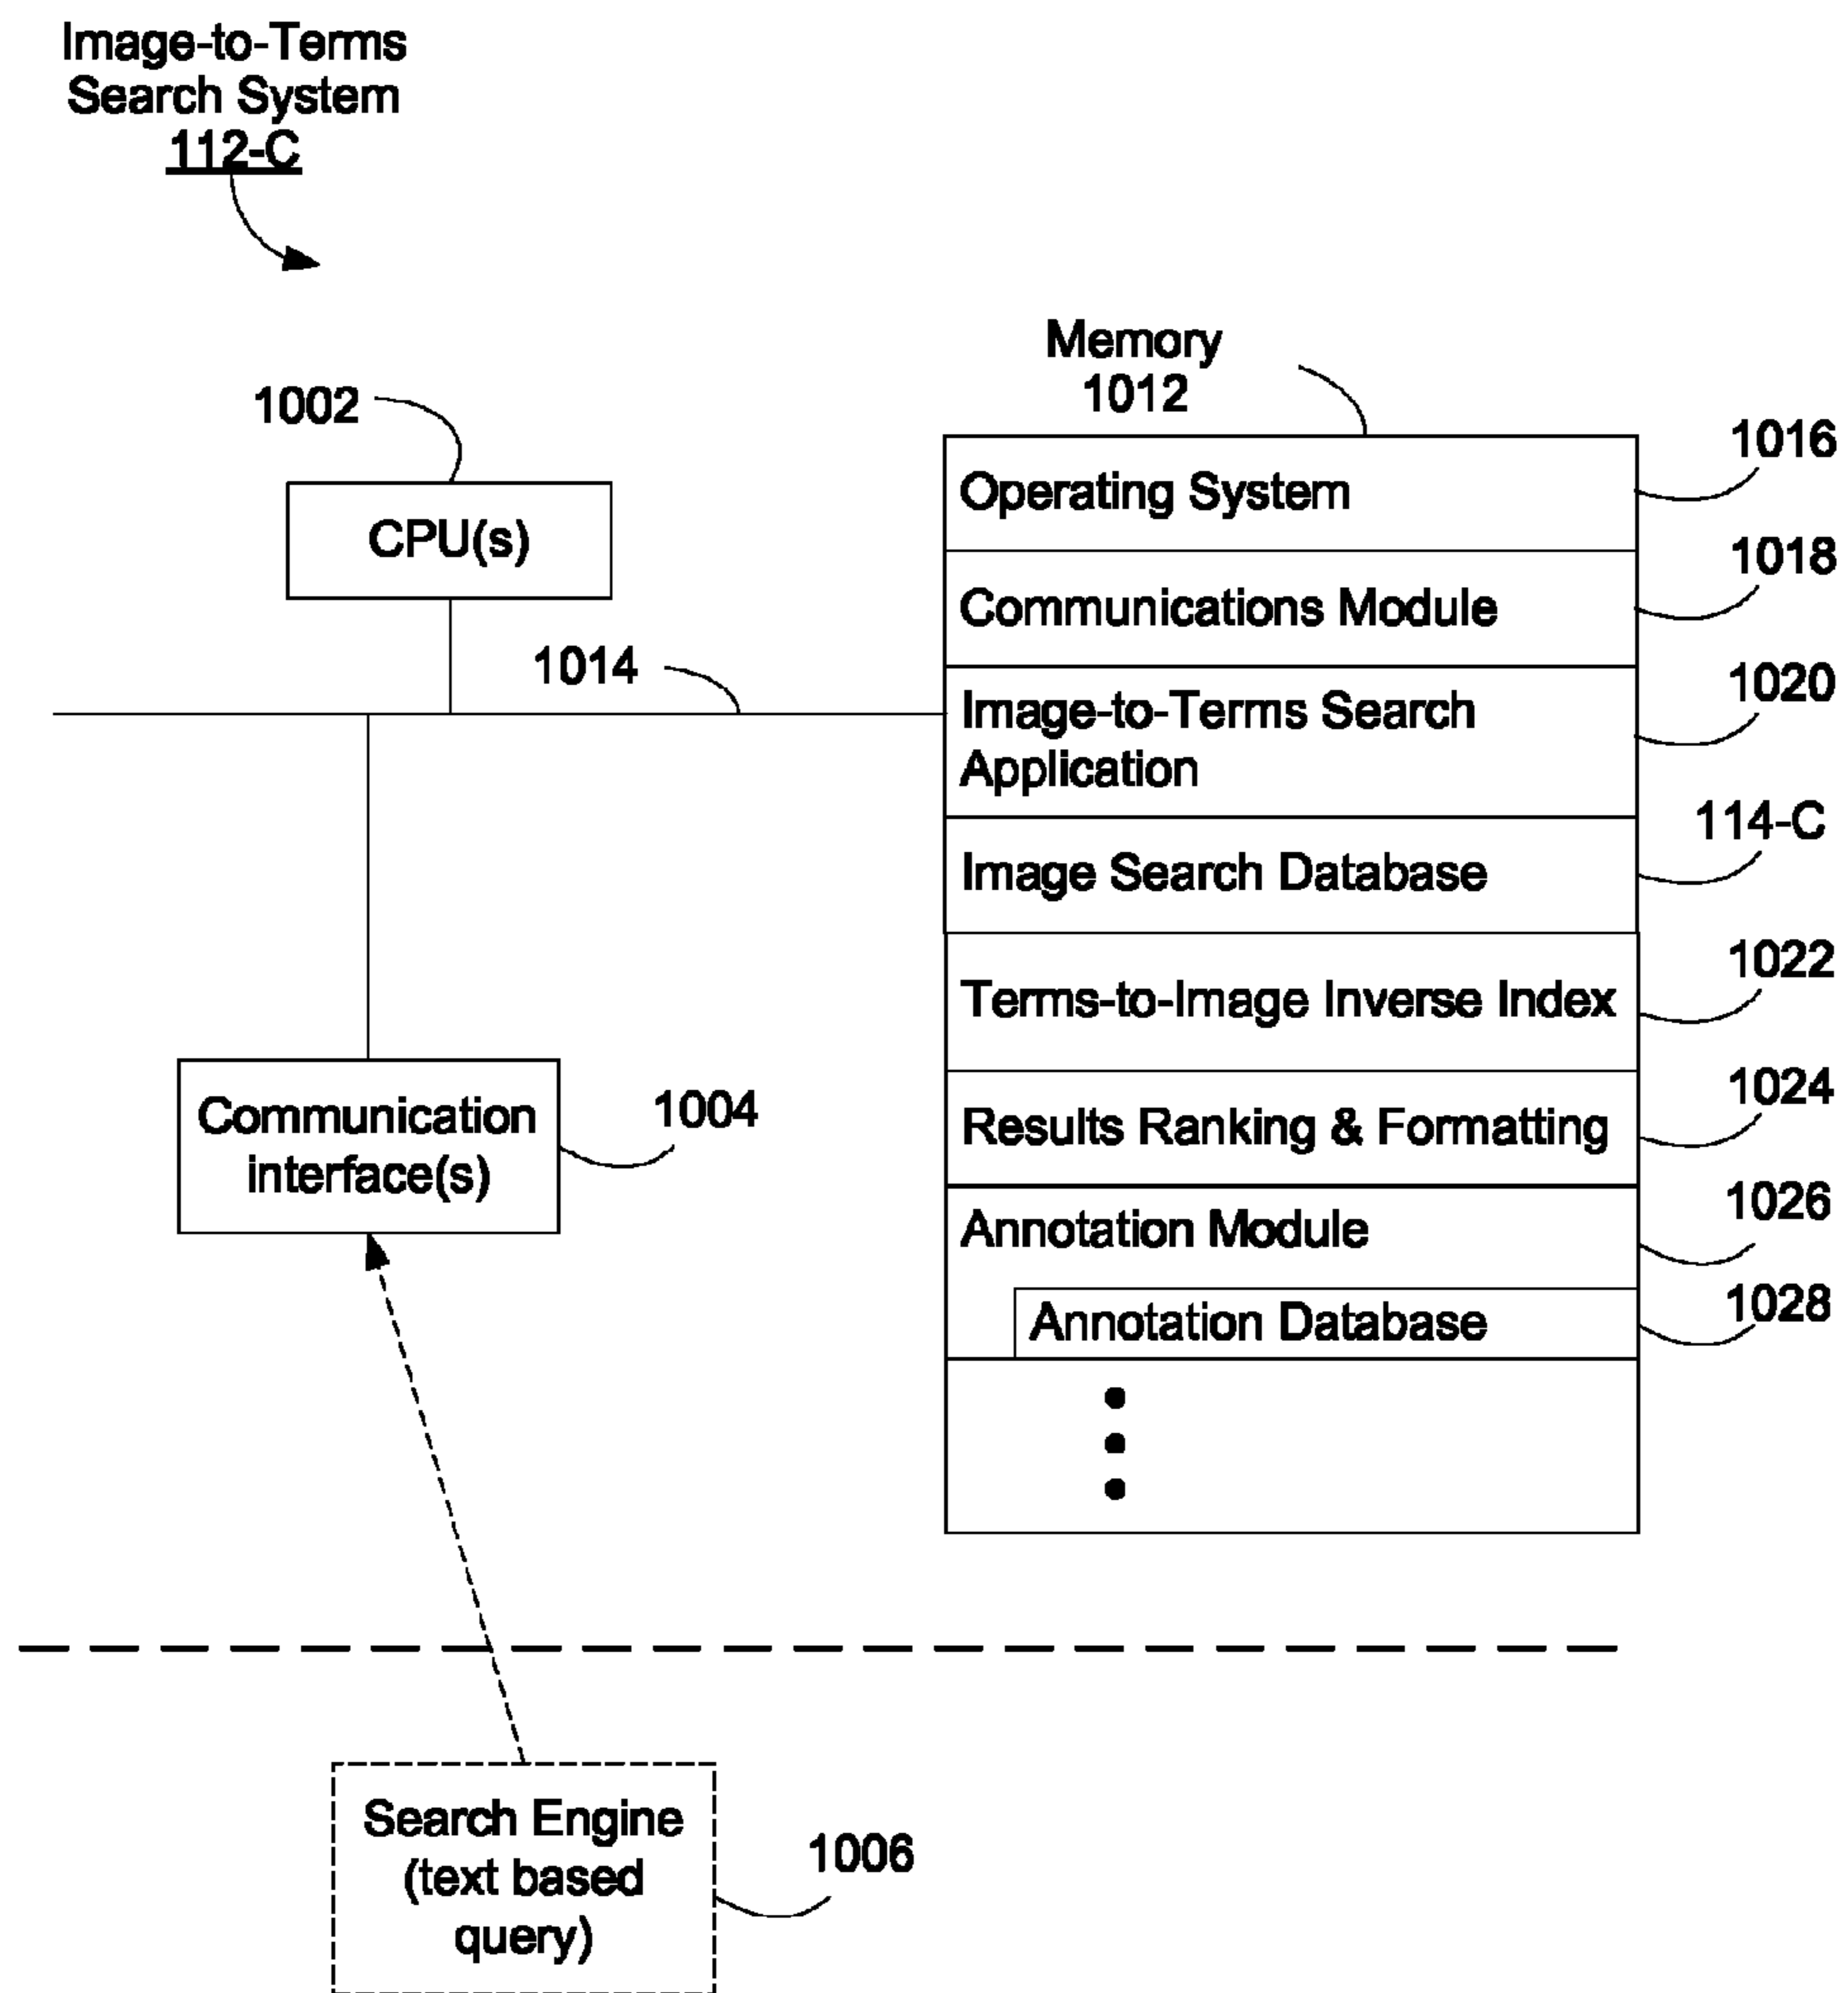 Image-to-Terms
Search System
112-C
Memory
1012
1002
1016
Operating System
CPU(s)
1018
Communications Module
1014
1020
Image-to-Terms Search
Application
114-C
Image Search Database
1022
Terms-to-Image Inverse Index
1024
Communication
interface(s)
1004
Results Ranking & Formatting
1026
Annotation Module
1028
Annotation Database
Search Engine
(text based
query)
1006